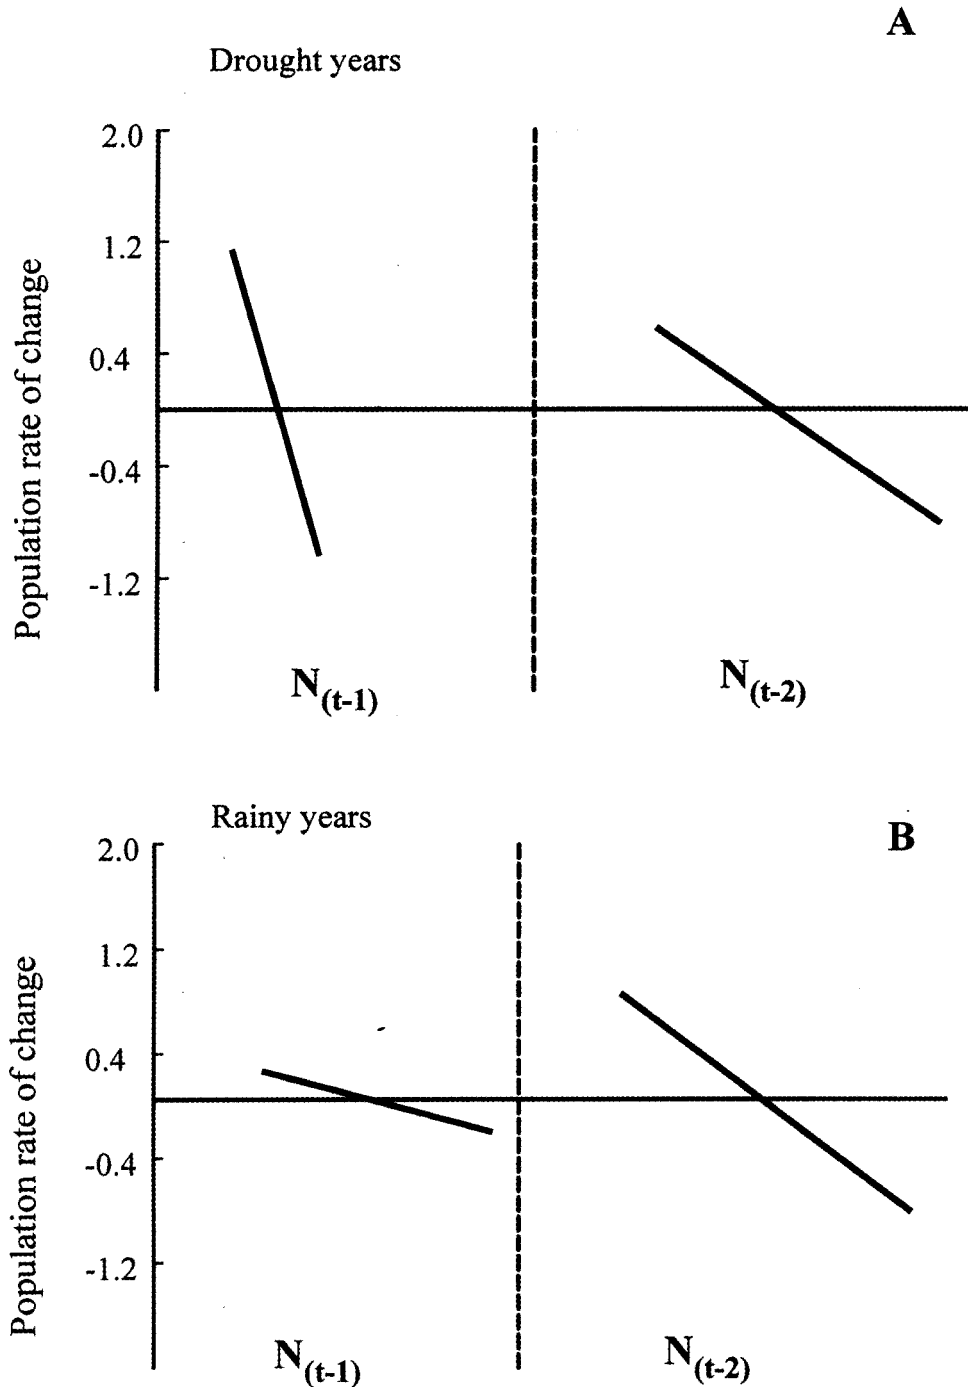 A
Drought years
2.0
1.2
0.4
-0.4
-1.2
Population rate of change
N(t-1)
N(t-2)
Rainy years
B
2.0
1.2
0.4
-0.4
-1.2
Population rate of change
N(t-1)
N(t-2)